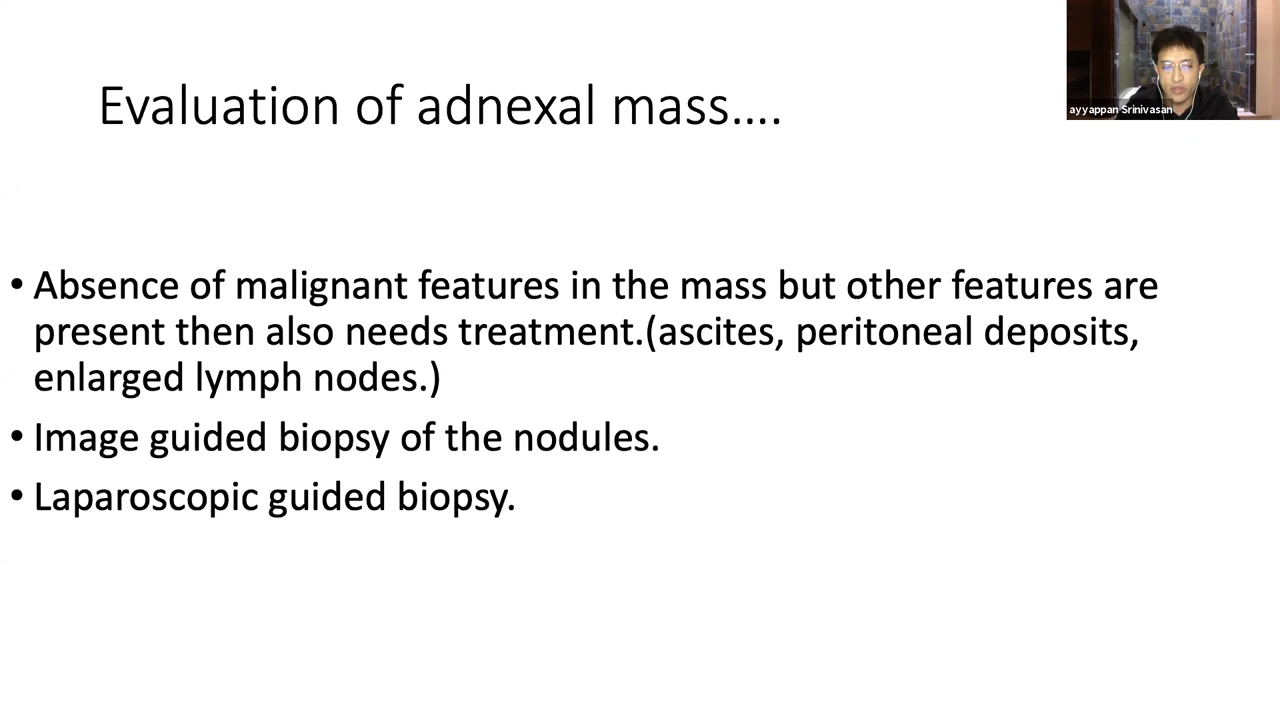 Evaluation of adnexal mass....
ayyappan Srinivasan
• Absence of malignant features in the mass but other features are
present then also needs treatment.(ascites, peritoneal deposits,
enlarged lymph nodes.)
• Image guided biopsy of the nodules.
• Laparoscopic guided biopsy.